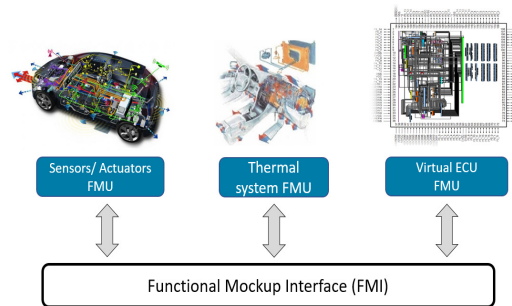 Sensors/ Actuators
FMU
Thermal
system FMU
Virtual ECU
FMU
Functional Mockup Interface (FMI)